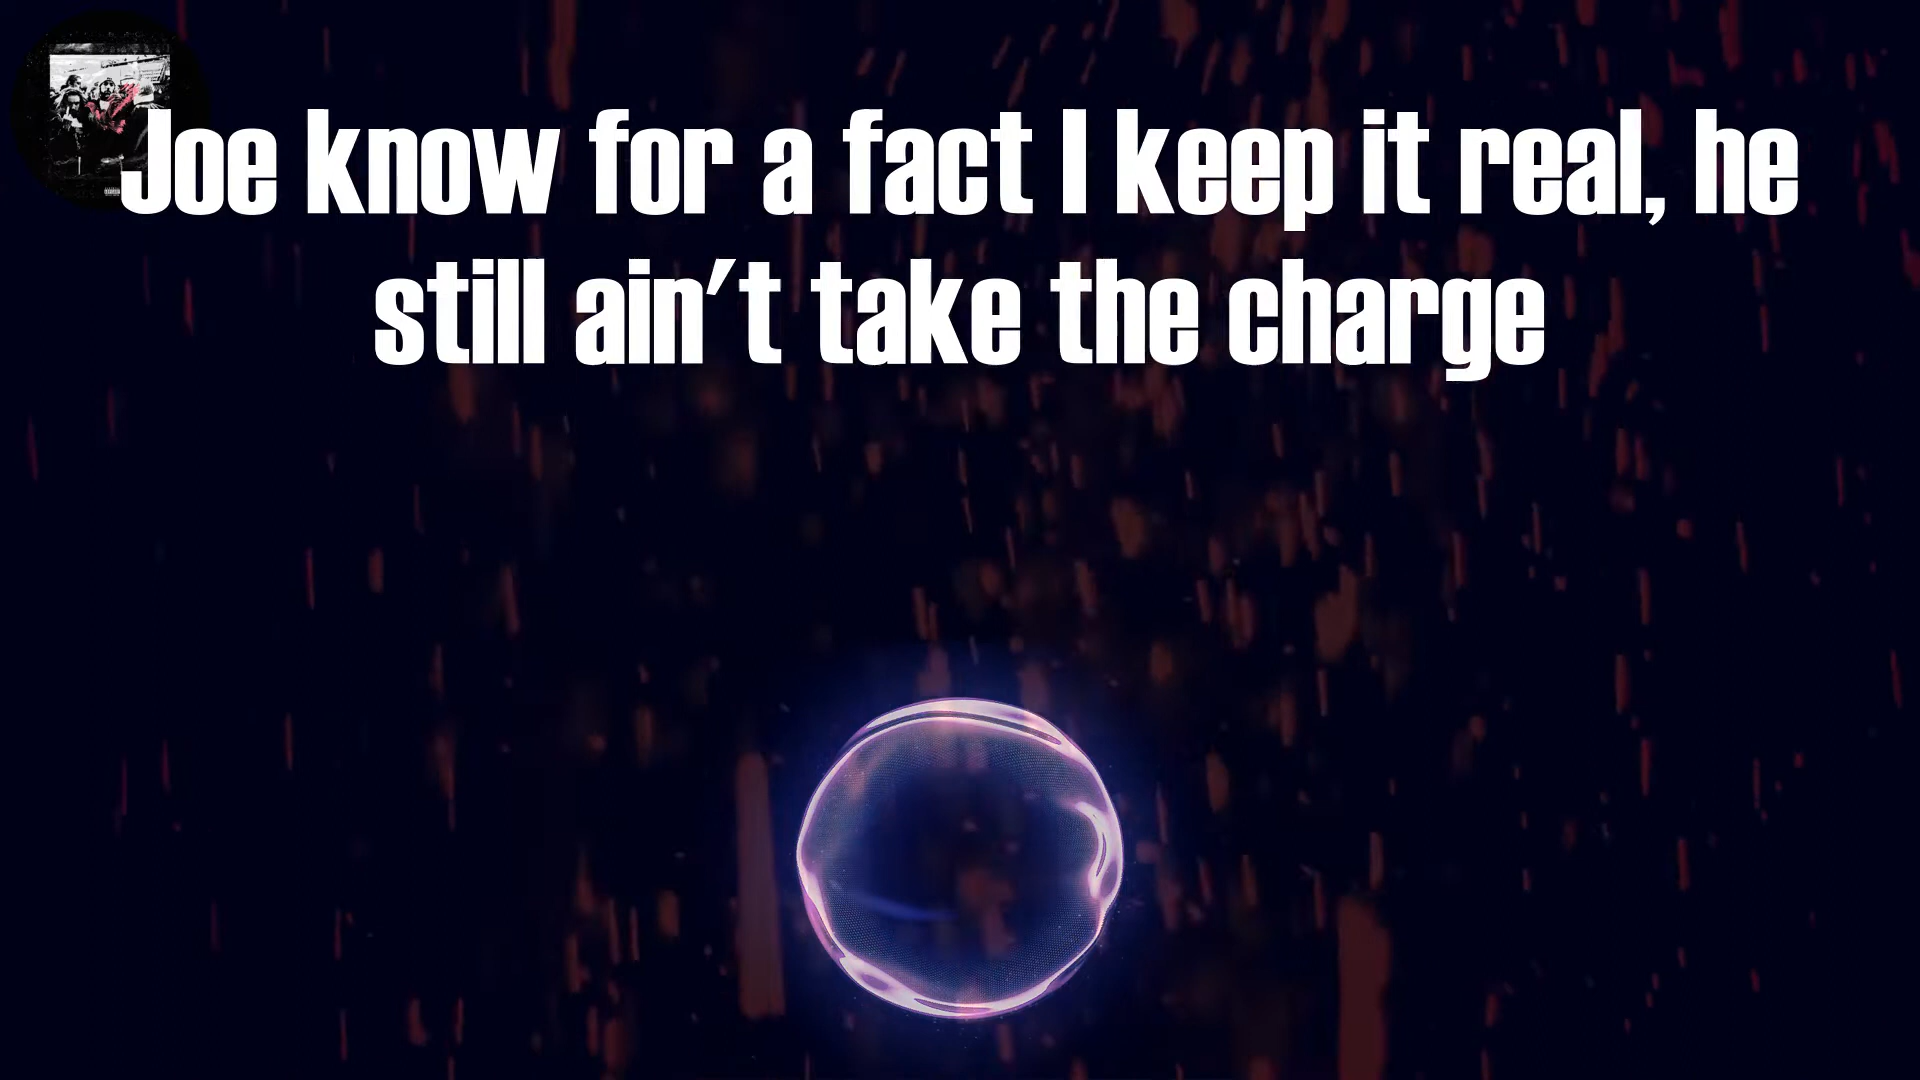 Joe know for a fact I keep it real, he
still ain't take the charge